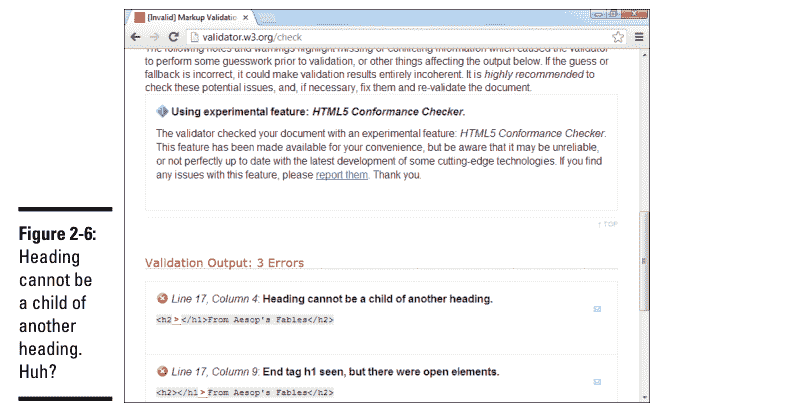 [Invalid] Markup Validatio
validator.w3.org/check
The following notes and warnings highlight missing or conflicting information which caused the validator
to perform some guesswork prior to validation, or other things affecting the output below. If the guess or
fallback is incorrect, it could make validation results entirely incoherent. It is highly recommended to
check these potential issues, and, if necessary, fix them and re-validate the document.
Using experimental feature: HTML5 Conformance Checker.
The validator checked your document with an experimental feature: HTML5 Conformance Checker.
This feature has been made available for your convenience, but be aware that it may be unreliable,
or not perfectly up to date with the latest development of some cutting-edge technologies. If you find
any issues with this feature, please report them. Thank you.
↑ TOP
Validation Output: 3 Errors
Line 17, Column 4: Heading cannot be a child of another heading.
<h2></h1>From Aesop's Fables</h2>
Line 17, Column 9: End tag h1 seen, but there were open elements.
<h2></h1>From Aesop's Fables</h2>
Figure 2-6:
Heading
cannot be
a child of
another
heading.
Huh?